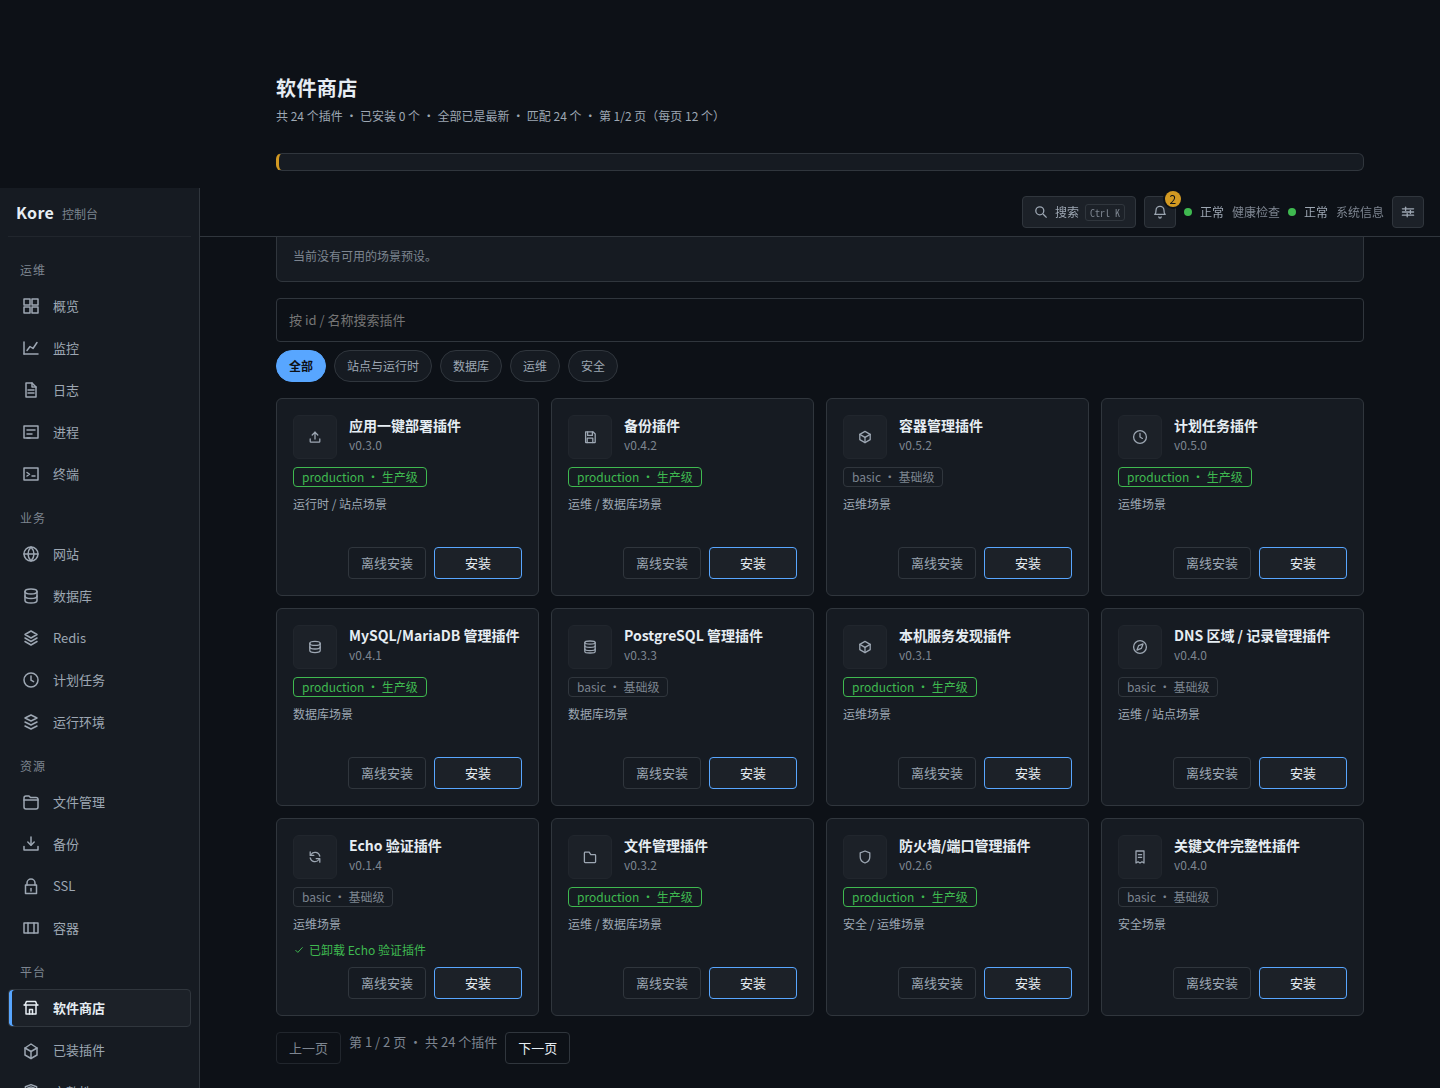 软件商店
共 24 个插件 • 已安装 0 个 • 全部已是最新 • 匹配 24 个 • 第 1/2 页（每页 12 个）
Kore 控制台
搜索 Ctrl K
2
正常 健康检查
正常 系统信息
运维
概览
监控
日志
进程
终端
业务
网站
数据库
Redis
计划任务
运行环境
资源
文件管理
备份
SSL
容器
平台
软件商店
已装插件
当前没有可用的场景预设。
按 id / 名称搜索插件
全部 站点与运行时 数据库 运维 安全
应用一键部署插件
v0.3.0
production • 生产级
运行时 / 站点场景
离线安装 安装
备份插件
v0.4.2
production • 生产级
运维 / 数据库场景
离线安装 安装
容器管理插件
v0.5.2
basic • 基础级
运维场景
离线安装 安装
计划任务插件
v0.5.0
production • 生产级
运维场景
离线安装 安装
MySQL/MariaDB 管理插件
v0.4.1
production • 生产级
数据库场景
离线安装 安装
PostgreSQL 管理插件
v0.3.3
basic • 基础级
数据库场景
离线安装 安装
本机服务发现插件
v0.3.1
production • 生产级
运维场景
离线安装 安装
DNS 区域 / 记录管理插件
v0.4.0
basic • 基础级
运维 / 站点场景
离线安装 安装
Echo 验证插件
v0.1.4
basic • 基础级
运维场景
已卸载 Echo 验证插件
离线安装 安装
文件管理插件
v0.3.2
production • 生产级
运维 / 数据库场景
离线安装 安装
防火墙/端口管理插件
v0.2.6
production • 生产级
安全 / 运维场景
离线安装 安装
关键文件完整性插件
v0.4.0
basic • 基础级
安全场景
离线安装 安装
上一页 第 1 / 2 页 • 共 24 个插件 下一页